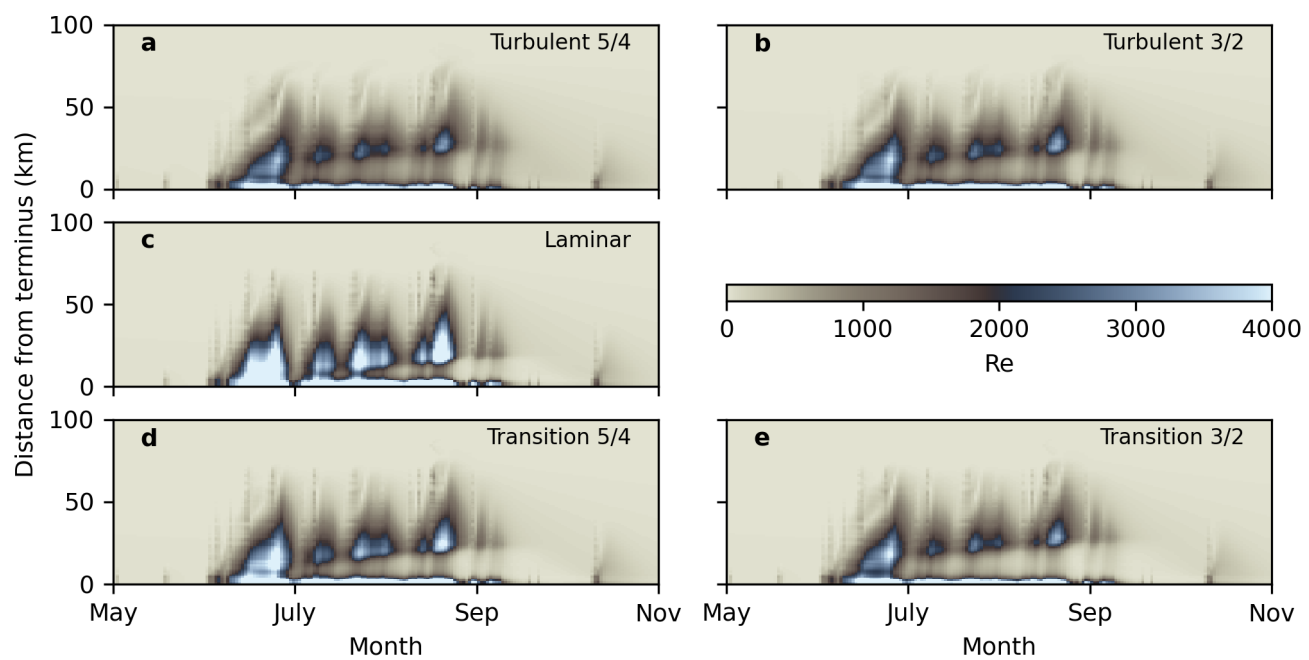 100
a
Turbulent 5/4
b
Turbulent 3/2
50
0
100
c
Laminar
50
0
0 1000 2000 3000 4000
Re
100
d
Transition 5/4
e
Transition 3/2
50
0
May July Sep Nov
May July Sep Nov
Month
Month
Distance from terminus (km)